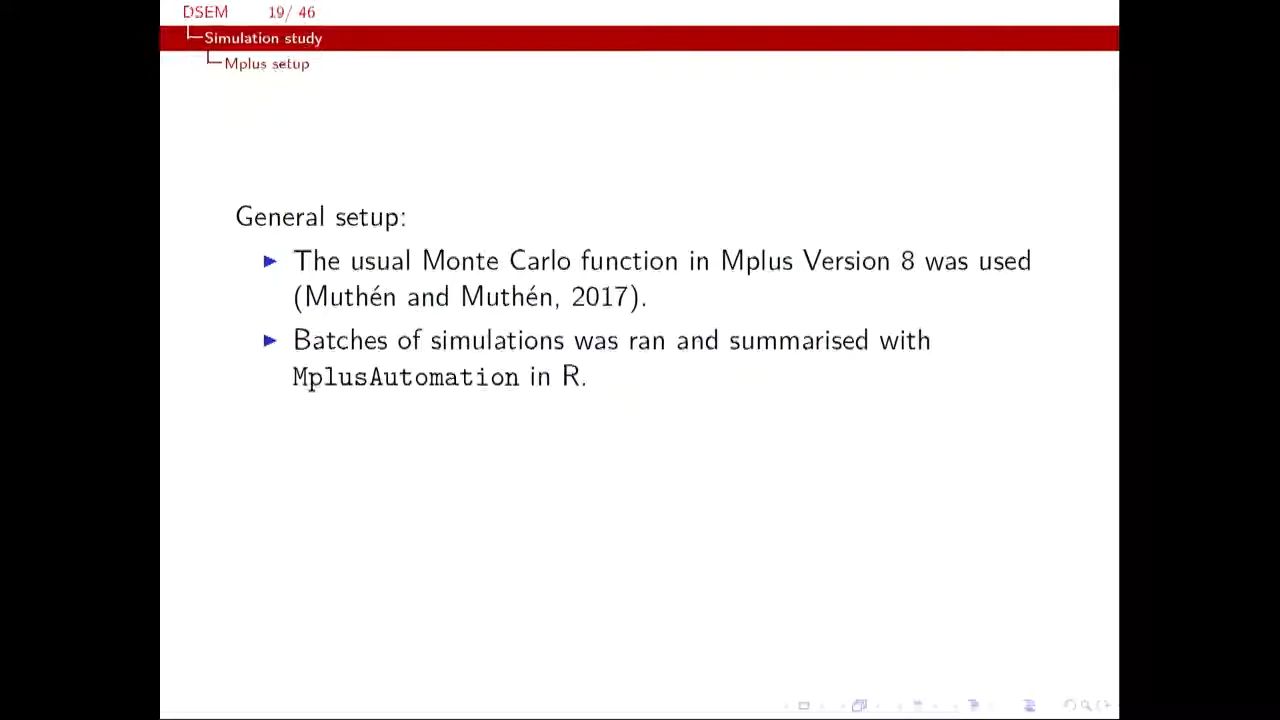 DSEM 19/ 46
Simulation study
Mplus setup
General setup:
▶ The usual Monte Carlo function in Mplus Version 8 was used
(Muthén and Muthén, 2017).
▶ Batches of simulations was ran and summarised with
MplusAutomation in R.